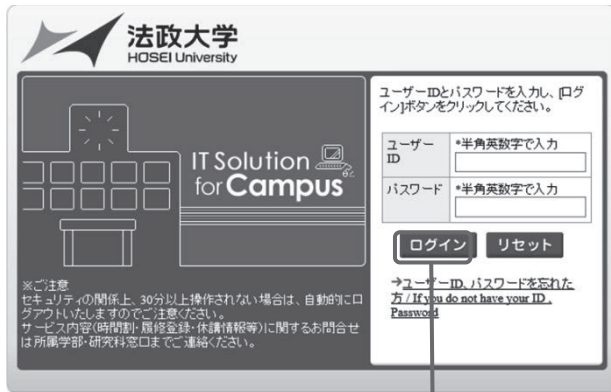 法政大学
HOSEI University
ユーザーIDとパスワードを入力し、[ログ
イン]ボタンをクリックしてください。
IT Solution
for Campus
ユーザー
ID
*半角英数字で入力
パスワード
*半角英数字で入力
ログイン
リセット
→ユーザーID、パスワードを忘れた
方 / If you do not have your ID ,
Password
※ご注意
セキュリティの関係上、30分以上操作されない場合は、自動的にロ
グアウトいたしますのでご注意ください。
サービス内容(時間割・履修登録・休講情報等)に関するお問合せ
は所属学部・研究科窓口までご連絡ください。